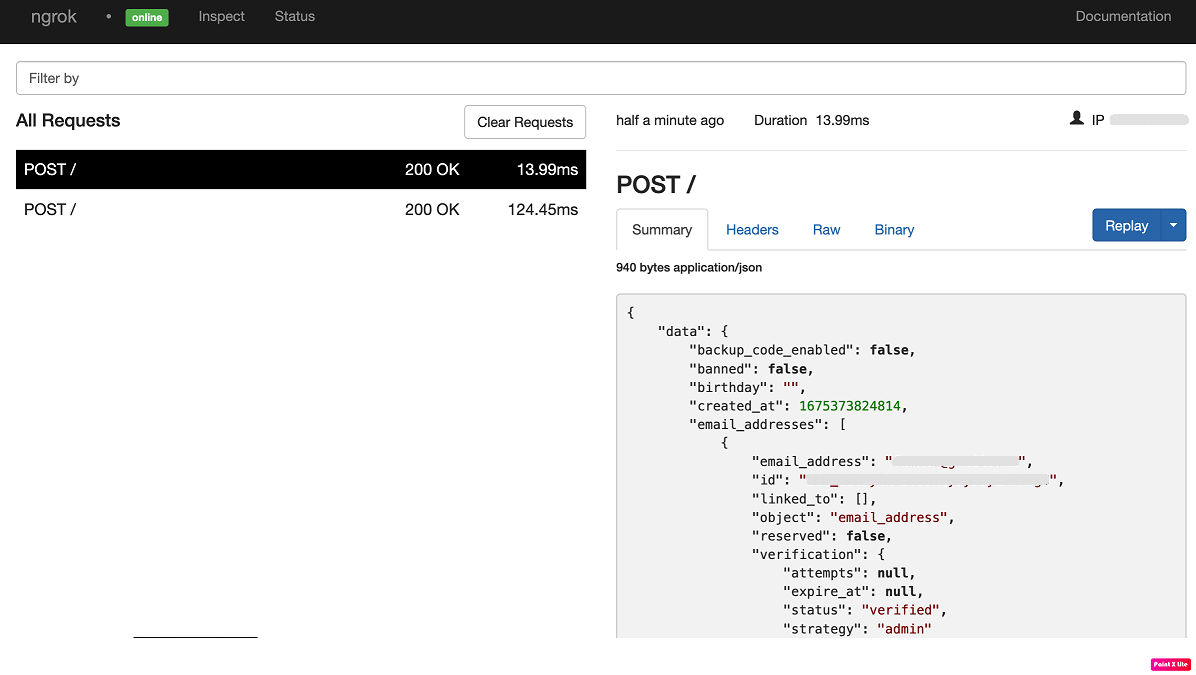 ngrok • online Inspect Status Documentation
Filter by
All Requests Clear Requests
POST / 200 OK 13.99ms
POST / 200 OK 124.45ms
half a minute ago Duration 13.99ms IP
POST /
Summary Headers Raw Binary Replay
940 bytes application/json
{
"data": {
"backup_code_enabled": false,
"banned": false,
"birthday": "",
"created_at": 1675373824814,
"email_addresses": [
{
"email_address": "",
"id": "",
"linked_to": [],
"object": "email_address",
"reserved": false,
"verification": {
"attempts": null,
"expire_at": null,
"status": "verified",
"strategy": "admin"
Paint X Lite